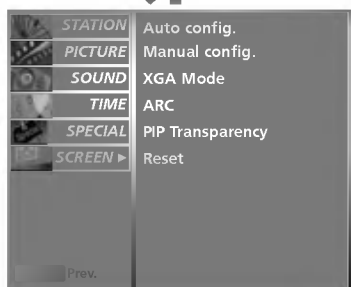 STATION
PICTURE
SOUND
TIME
SPECIAL
SCREEN ▶
Auto config.
Manual config.
XGA Mode
ARC
PIP Transparency
Reset
Prev.